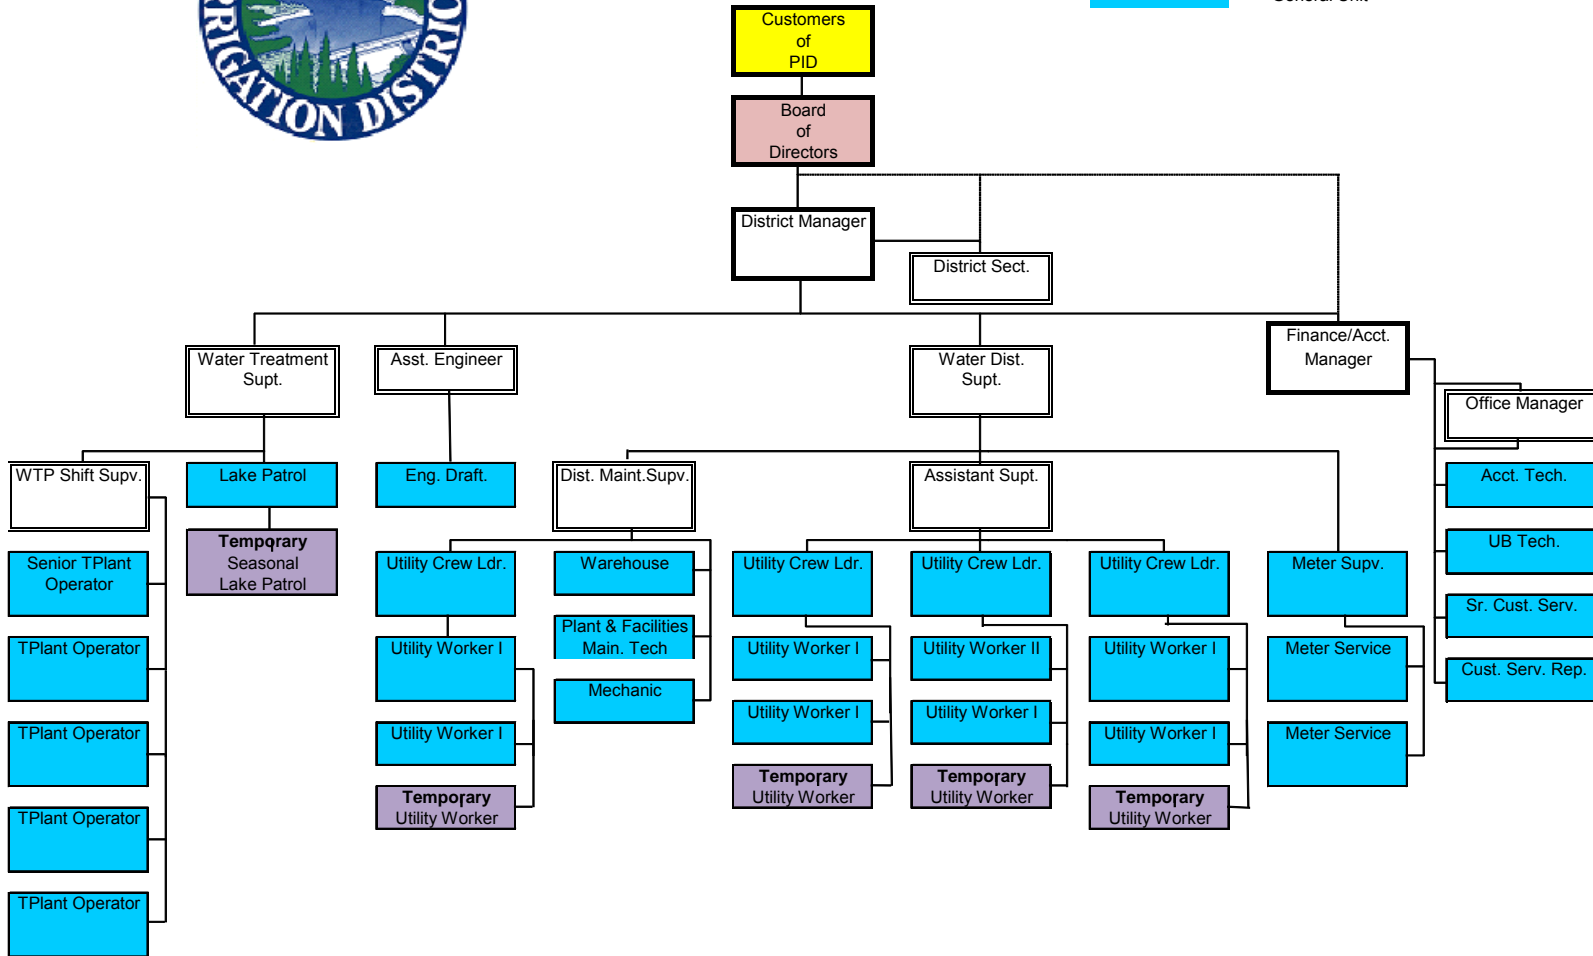 General Unit
RRIGATION DISTRIC
Customers
of
PID
Board
of
Directors
District Manager
District Sect.
Finance/Acct.
Manager
Water Treatment
Supt.
Asst. Engineer
Water Dist.
Supt.
Office Manager
WTP Shift Supv.
Lake Patrol
Eng. Draft.
Dist. Maint.Supv.
Assistant Supt.
Acct. Tech.
Temporary
Seasonal
Lake Patrol
UB Tech.
Senior TPlant
Operator
Utility Crew Ldr.
Warehouse
Utility Crew Ldr.
Utility Crew Ldr.
Utility Crew Ldr.
Meter Supv.
Sr. Cust. Serv.
Plant & Facilities
Main. Tech
TPlant Operator
Utility Worker I
Utility Worker I
Utility Worker II
Utility Worker I
Meter Service
Cust. Serv. Rep.
Mechanic
Utility Worker I
Utility Worker I
TPlant Operator
Utility Worker I
Utility Worker I
Meter Service
Temporary
Utility Worker
Temporary
Utility Worker
Temporary
Utility Worker
Temporary
Utility Worker
TPlant Operator
TPlant Operator